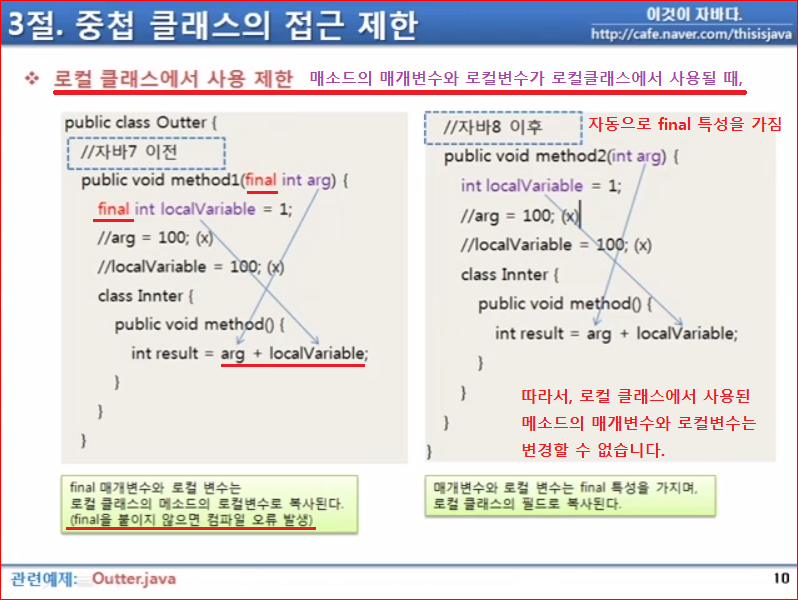 3절. 중첩 클래스의 접근 제한
이것이 자바다.
http://cafe.naver.com/thisisjava
❖ 로컬 클래스에서 사용 제한 매소드의 매개변수와 로컬변수가 로컬클래스에서 사용될 때,
public class Outter {
//자바7 이전
public void method1(final int arg) {
final int localVariable = 1;
//arg = 100; (x)
//localVariable = 100; (x)
class Innter {
public void method() {
int result = arg + localVariable;
}
}
}
final 매개변수와 로컬 변수는
로컬 클래스의 메소드의 로컬변수로 복사된다.
(final을 붙이지 않으면 컴파일 오류 발생)
//자바8 이후 자동으로 final 특성을 가짐
public void method2(int arg) {
int localVariable = 1;
//arg = 100; (x)
//localVariable = 100; (x)
class Innter {
public void method() {
int result = arg + localVariable;
}
}
}
}
따라서, 로컬 클래스에서 사용된
메소드의 매개변수와 로컬변수는
변경할 수 없습니다.
매개변수와 로컬 변수는 final 특성을 가지며,
로컬 클래스의 필드로 복사된다.
관련예제: Outter.java
10